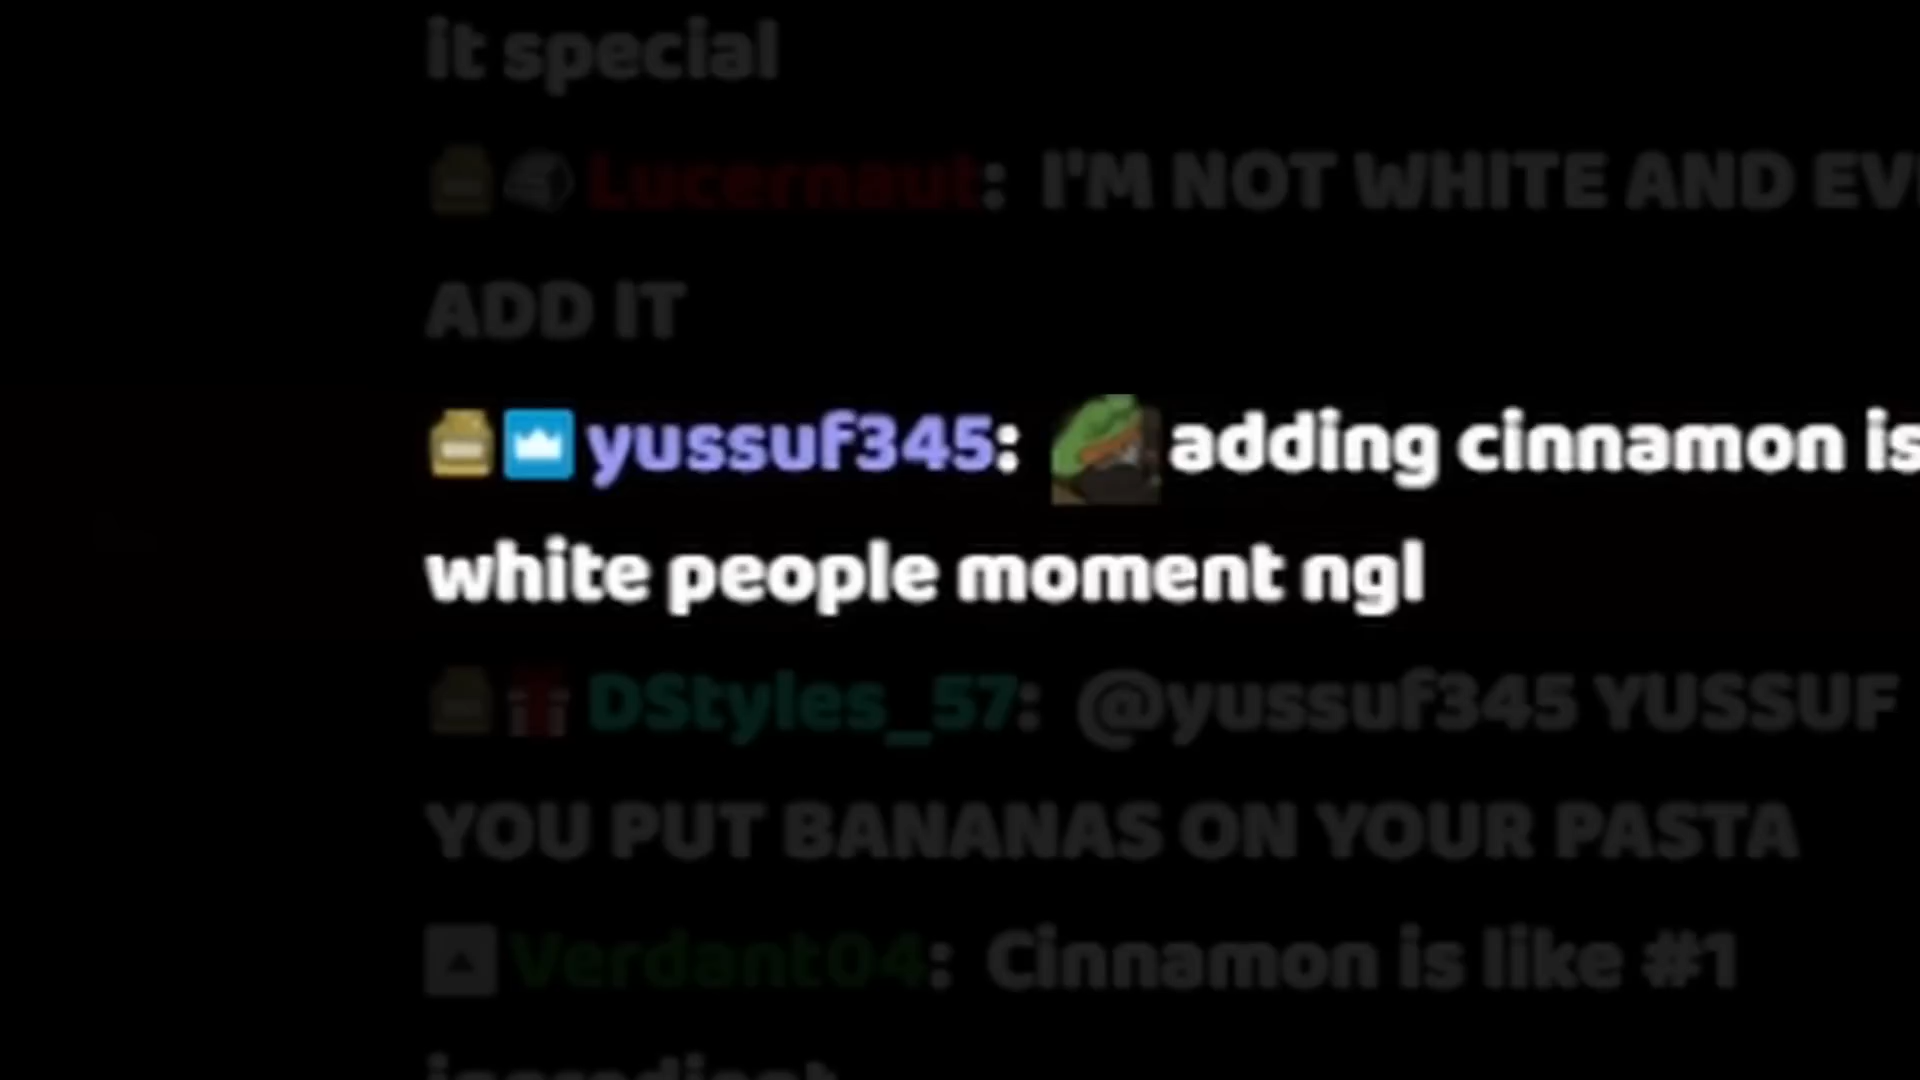 it special
Lucernaut: I'M NOT WHITE AND
ADD IT
yussuf345: adding cinnamon is
white people moment ngl
DStyles_57: @yussuf345 YUSSUF
YOU PUT BANANAS ON YOUR PASTA
Verdant04: Cinnamon is like #1
ingredient